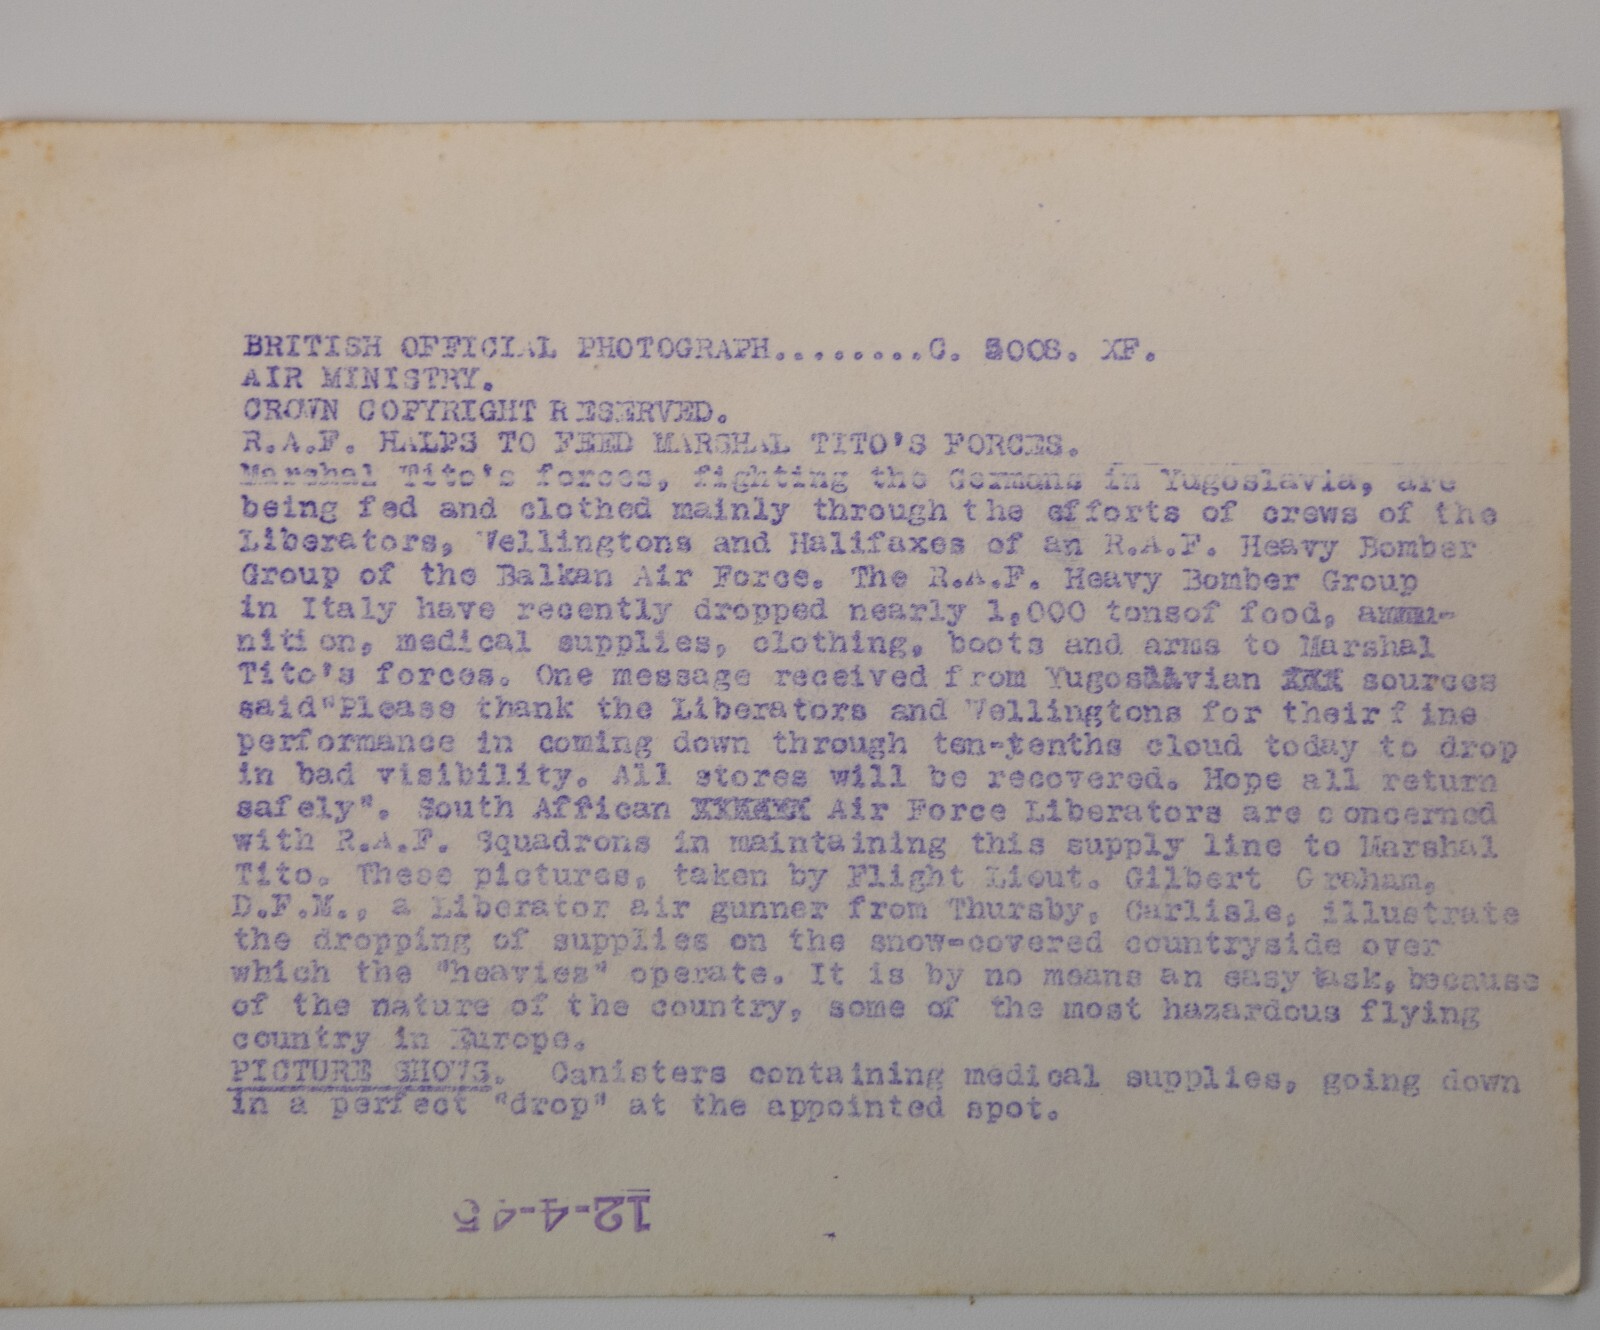 BRITISH OFFICIAL PHOTOGRAPH........C. 5008. XF.
AIR MINISTRY.
CROWN COPYRIGHT RESERVED.
R.A.F. HALPS TO FEED MARSHAL TITO'S FORCES.
Marshal Tito's forces, fighting the Germans in Yugoslavia, are
being fed and clothed mainly through the efforts of crews of the
Liberators, Wellingtons and Halifaxes of an R.A.F. Heavy Bomber
Group of the Balkan Air Force. The R.A.F. Heavy Bomber Group
in Italy have recently dropped nearly 1,000 tonsof food, ammu-
nition, medical supplies, clothing, boots and arms to Marshal
Tito's forces. One message received from Yugoslavian XXX sources
said"Please thank the Liberators and Wellingtons for their fine
performance in coming down through ten-tenths cloud today to drop
in bad visibility. All stores will be recovered. Hope all return
safely". South African XXXXXX Air Force Liberators are concerned
with R.A.F. Squadrons in maintaining this supply line to Marshal
Tito. These pictures, taken by Flight Lieut. Gilbert Graham,
D.F.M., a Liberator air gunner from Thursby, Carlisle, illustrate
the dropping of supplies on the snow-covered countryside over
which the "heavies" operate. It is by no means an easy task, because
of the nature of the country, some of the most hazardous flying
country in Europe.
PICTURE SHOWS. Canisters containing medical supplies, going down
in a perfect "drop" at the appointed spot.
12-4-45